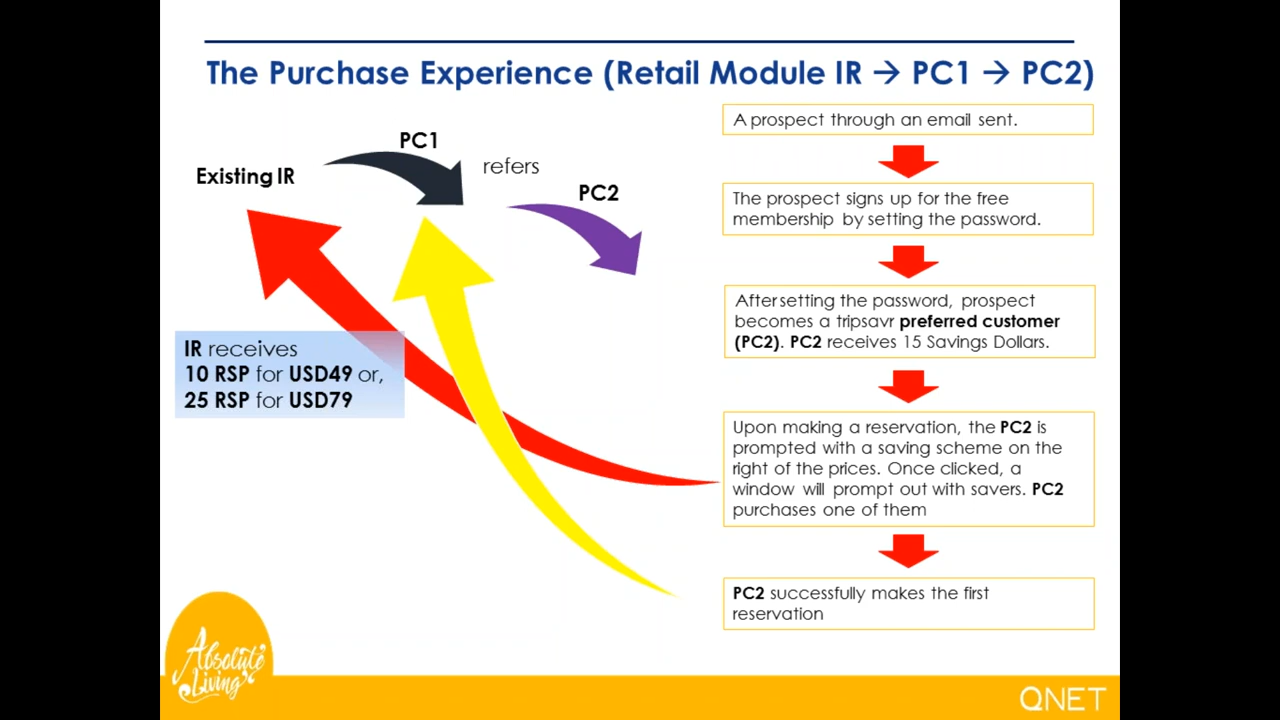 The Purchase Experience (Retail Module IR → PC1 → PC2)
Existing IR
PC1
refers
PC2
IR receives
10 RSP for USD49 or,
25 RSP for USD79
A prospect through an email sent.
The prospect signs up for the free
membership by setting the password.
After setting the password, prospect
becomes a tripsavr preferred customer
(PC2). PC2 receives 15 Savings Dollars.
Upon making a reservation, the PC2 is
prompted with a saving scheme on the
right of the prices. Once clicked, a
window will prompt out with savers. PC2
purchases one of them
PC2 successfully makes the first
reservation
Absolute
Living
QNET